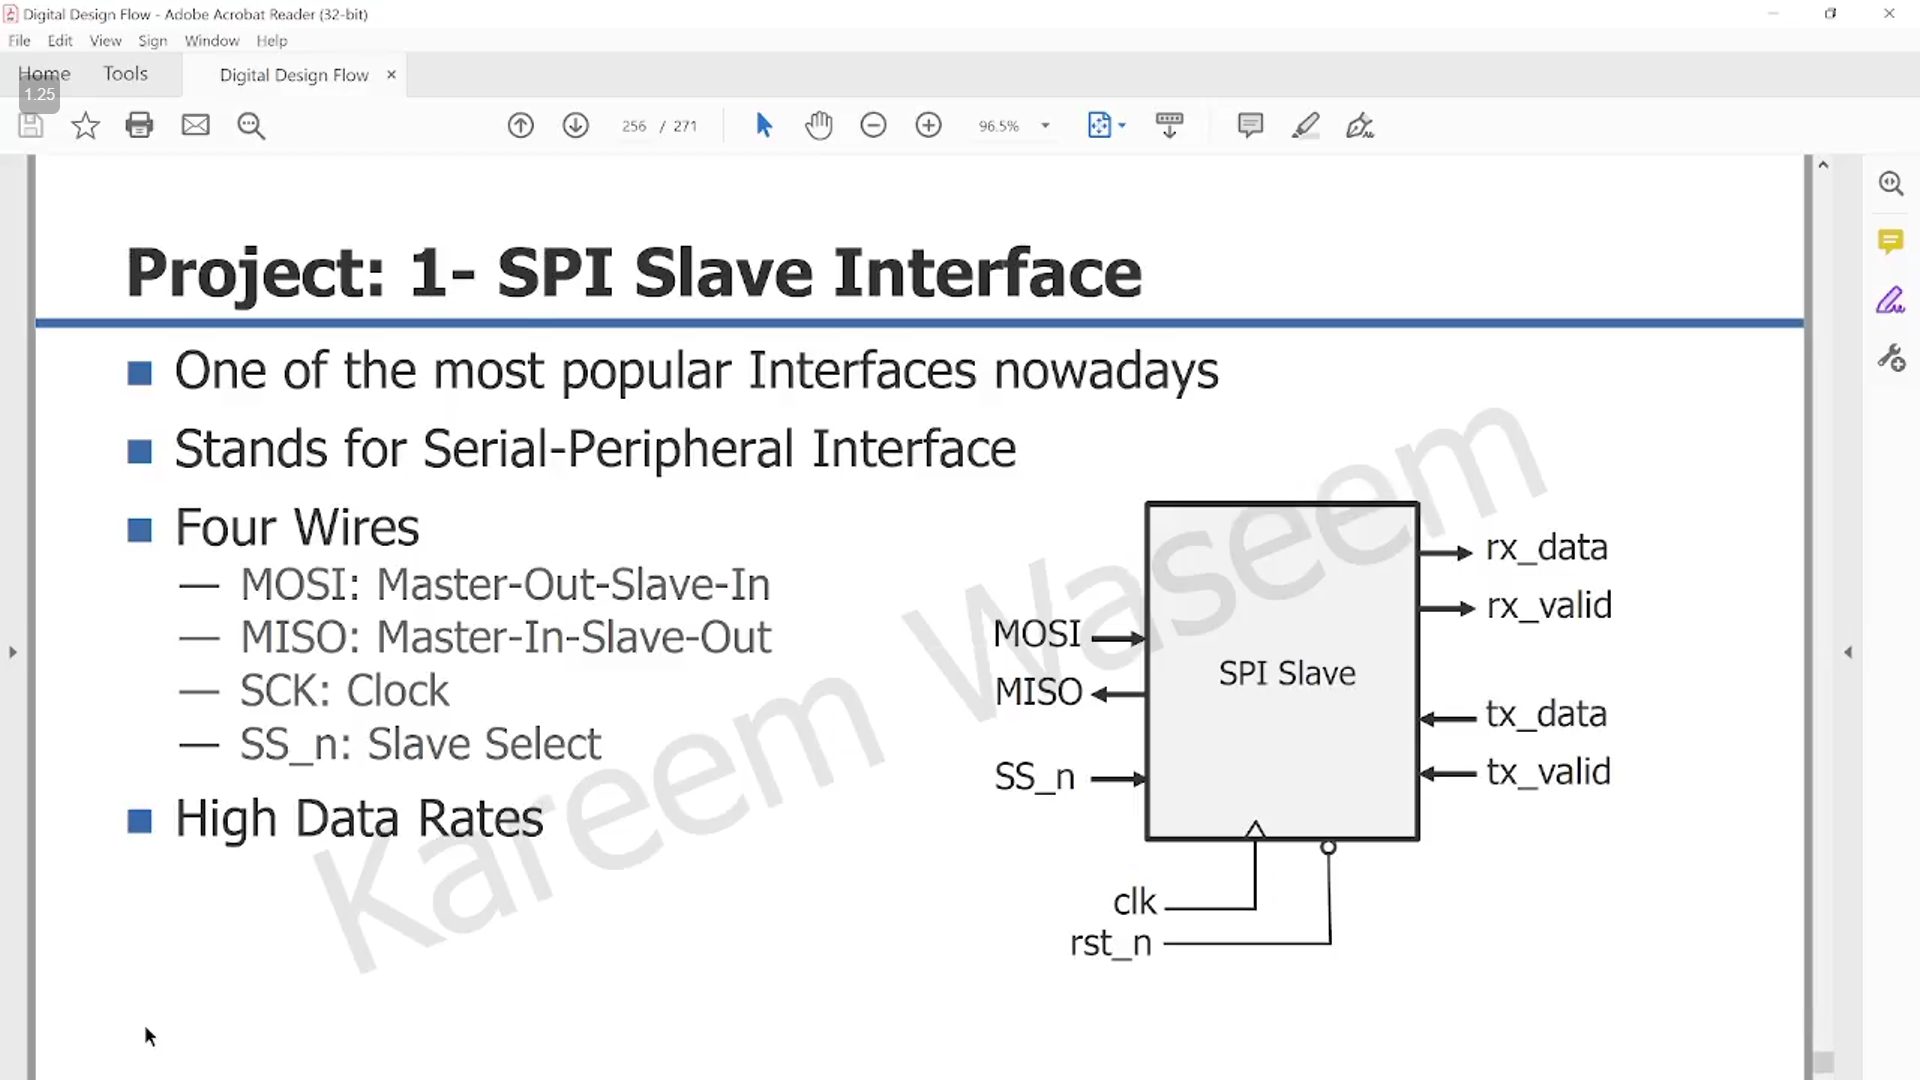 Digital Design Flow - Adobe Acrobat Reader (32-bit)
File Edit View Sign Window Help
Home Tools Digital Design Flow ×
1.25
256 / 271 96.5%
Project: 1- SPI Slave Interface
One of the most popular Interfaces nowadays
Stands for Serial-Peripheral Interface
Four Wires
— MOSI: Master-Out-Slave-In
— MISO: Master-In-Slave-Out
— SCK: Clock
— SS_n: Slave Select
High Data Rates
rx_data
rx_valid
MOSI
MISO
SPI Slave
tx_data
tx_valid
SS_n
clk
rst_n
Kareem Waseem